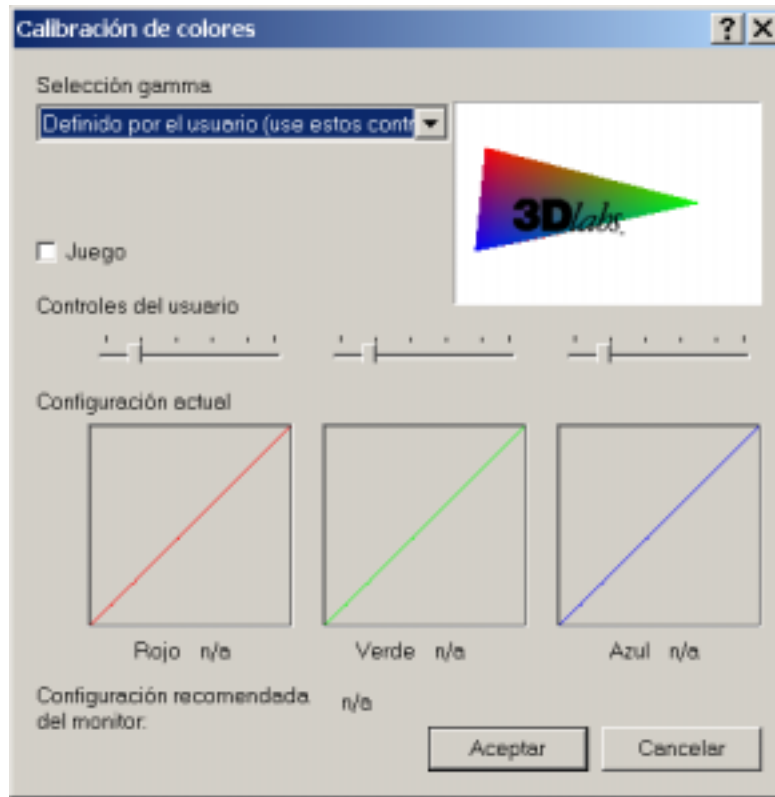 Calibración de colores
Selección gamma
Definido por el usuario (use estos contr
3Dlabs
Juego
Controles del usuario
Configuración actual
Rojo n/a
Verde n/a
Azul n/a
Configuración recomendada n/a
del monitor:
Aceptar
Cancelar